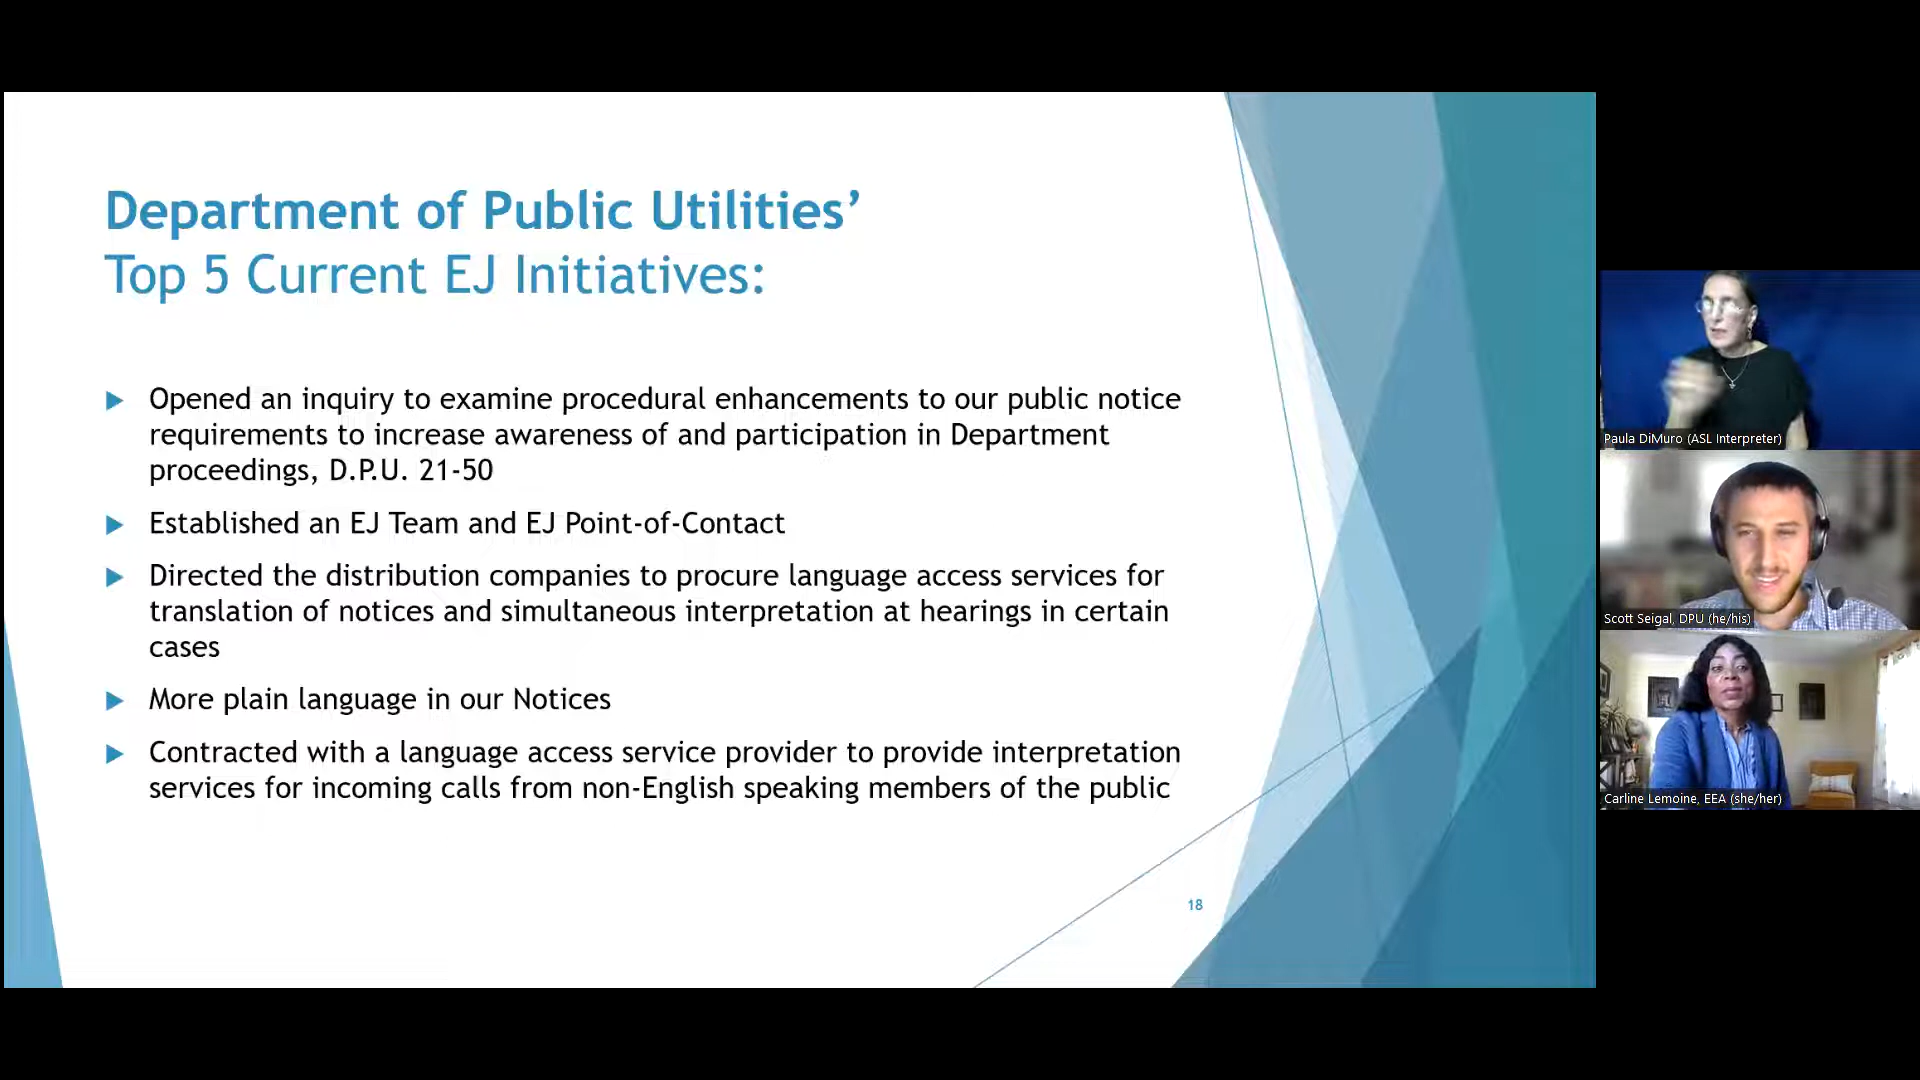 Department of Public Utilities’
Top 5 Current EJ Initiatives:
Opened an inquiry to examine procedural enhancements to our public notice
requirements to increase awareness of and participation in Department
proceedings, D.P.U. 21-50
Established an EJ Team and EJ Point-of-Contact
Directed the distribution companies to procure language access services for
translation of notices and simultaneous interpretation at hearings in certain
cases
More plain language in our Notices
Contracted with a language access service provider to provide interpretation
services for incoming calls from non-English speaking members of the public
18
Paula DiMuro (ASL Interpreter)
Scott Seigal, DPU (he/his)
Carline Lemoine, EEA (she/her)